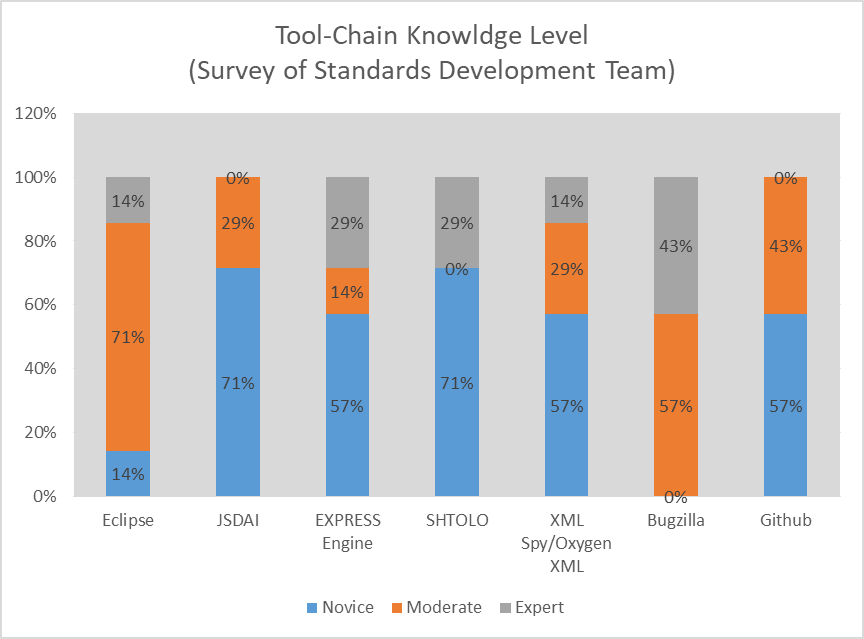 Tool-Chain Knowldge Level
(Survey of Standards Development Team)
120%
100%
80%
60%
40%
20%
0%
14%
71%
14%
0%
29%
71%
29%
14%
57%
29%
0%
71%
14%
29%
57%
43%
57%
0%
0%
43%
57%
Eclipse
JSDAI
EXPRESS
Engine
SHTOLO
XML
Spy/Oxygen
XML
Bugzilla
Github
Novice Moderate Expert